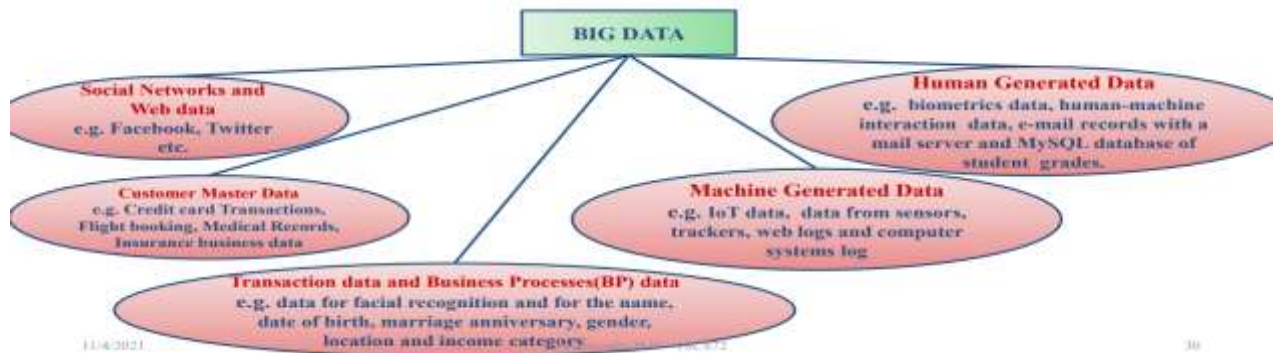 BIG DATA
Social Networks and
Web data
e.g. Facebook, Twitter
etc.
Human Generated Data
e.g. biometrics data, human-machine
interaction data, e-mail records with a
mail server and MySQL database of
student grades.
Customer Master Data
e.g. Credit card Transactions,
Flight booking, Medical Records,
Insurance business data
Machine Generated Data
e.g. IoT data, data from sensors,
trackers, web logs and computer
systems log
Transaction data and Business Processes(BP) data
e.g. data for facial recognition and for the name,
date of birth, marriage anniversary, gender,
location and income category
11/4/2021
30